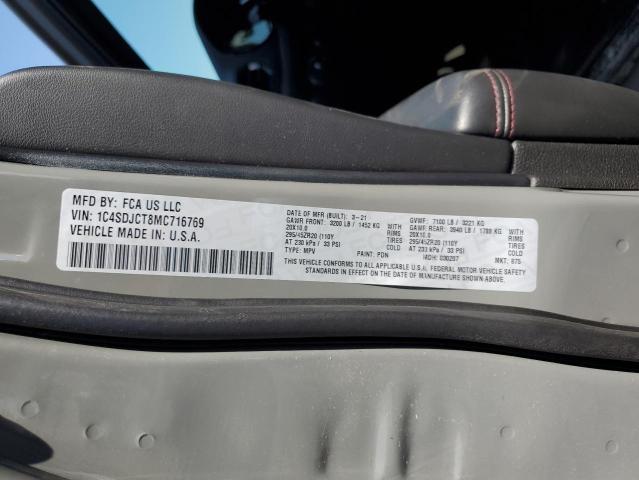 MFD BY: FCA US LLC
VIN: 1C4SDJCT8MC716769
VEHICLE MADE IN: U.S.A.
DATE OF MFR (BUILT): 3-21
GAWR FRONT: 3200 LB / 1452 KG WITH
20X10.0 RIMS
295/45ZR20 (110Y TIRES
AT 230 kPa / 33 PSI COLD
TYPE: MPV PAINT: PDN
GVWF: 7100 LB / 3221 KG
GAWR REAR: 3940 LB / 1789 KG WITH
20X10.0 RIMS
295/45ZR20 (110Y TIRES
AT 230 kPa / 33 PSI COLD
MDH: 030207 MKT: 875
THIS VEHICLE CONFORMS TO ALL APPLICABLE U.S.A. FEDERAL MOTOR VEHICLE SAFETY
STANDARDS IN EFFECT ON THE DATE OF MANUFACTURE SHOWN ABOVE.